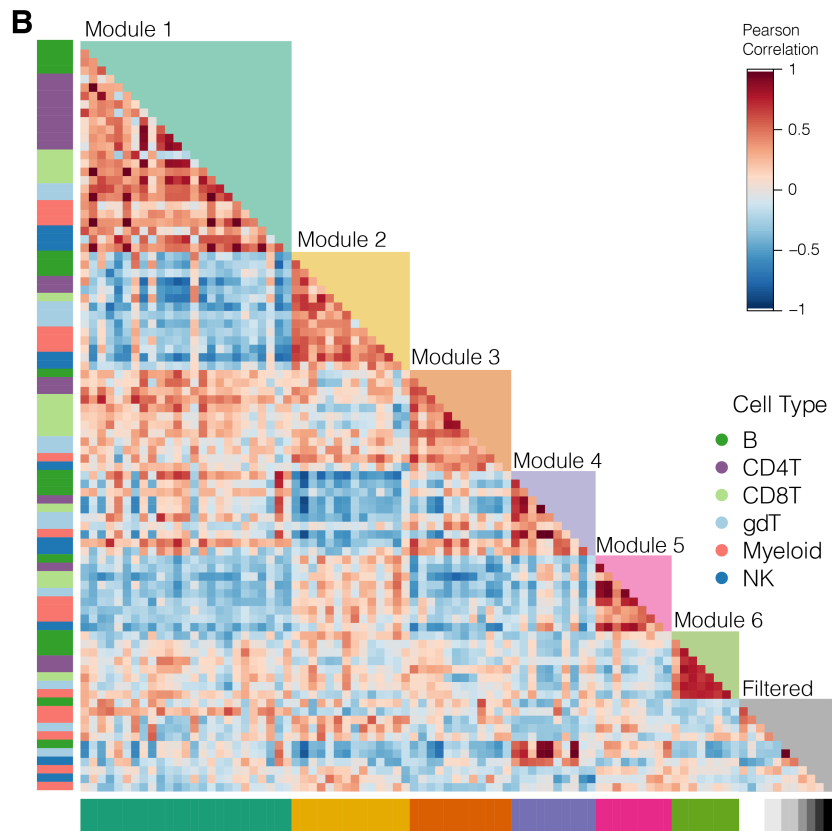 B
Module 1
Module 2
Module 3
Module 4
Module 5
Module 6
Filtered
Pearson
Correlation
1
0.5
0
−0.5
−1
Cell Type
B
CD4T
CD8T
gdT
Myeloid
NK